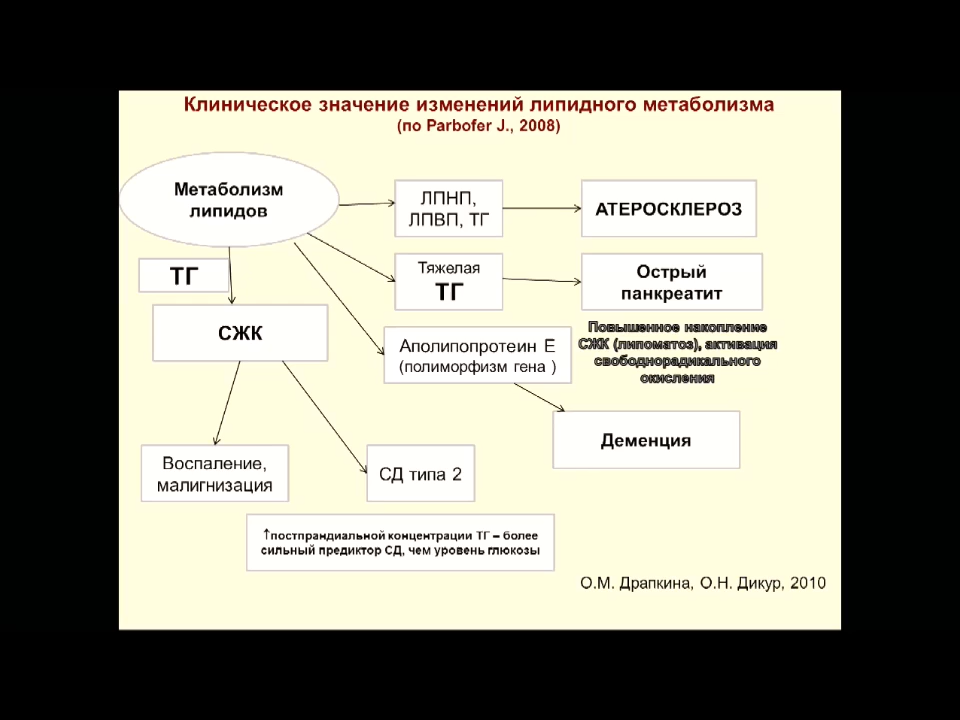 Клиническое значение изменений липидного метаболизма
(по Parbofer J., 2008)
Метаболизм
липидов
ЛПНП,
ЛПВП, ТГ
АТЕРОСКЛЕРОЗ
ТГ
Тяжелая
ТГ
Острый
панкреатит
СЖК
Аполипопротеин Е
(полиморфизм гена )
Повышенное накопление
СЖК (липоматоз), активация
свободнорадикального
окисления
Деменция
Воспаление,
малигнизация
СД типа 2
↑постпрандиальной концентрации ТГ – более
сильный предиктор СД, чем уровень глюкозы
О.М. Драпкина, О.Н. Дикур, 2010